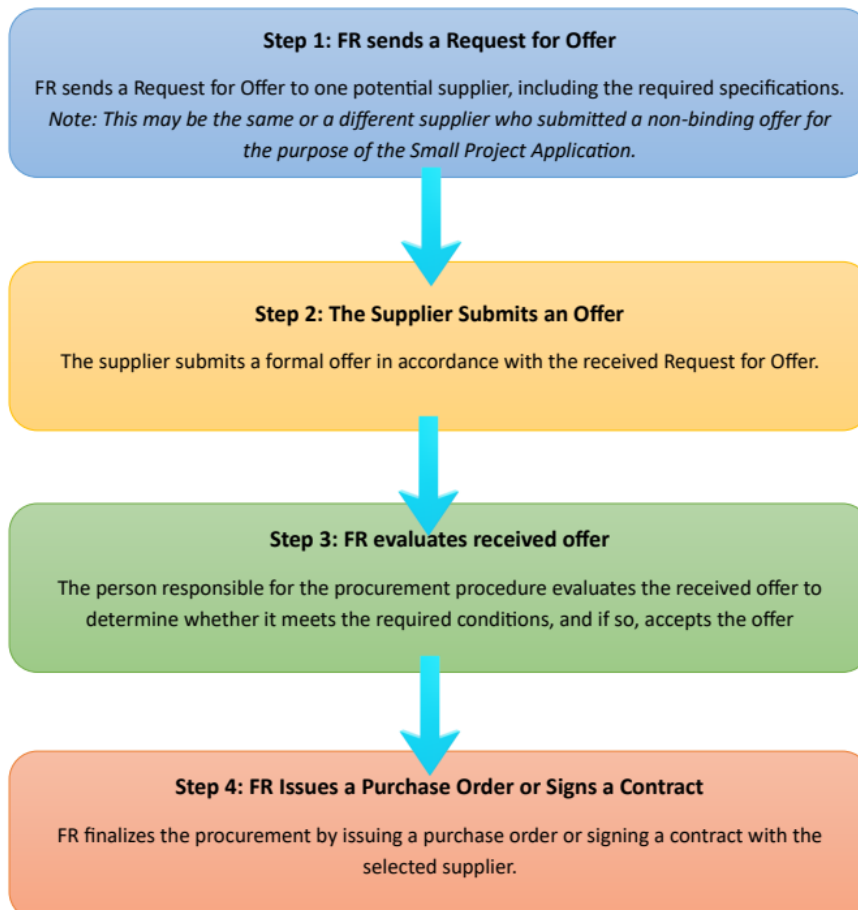 Step 1: FR sends a Request for Offer
FR sends a Request for Offer to one potential supplier, including the required specifications.
Note: This may be the same or a different supplier who submitted a non-binding offer for
the purpose of the Small Project Application.
Step 2: The Supplier Submits an Offer
The supplier submits a formal offer in accordance with the received Request for Offer.
Step 3: FR evaluates received offer
The person responsible for the procurement procedure evaluates the received offer to
determine whether it meets the required conditions, and if so, accepts the offer
Step 4: FR Issues a Purchase Order or Signs a Contract
FR finalizes the procurement by issuing a purchase order or signing a contract with the
selected supplier.